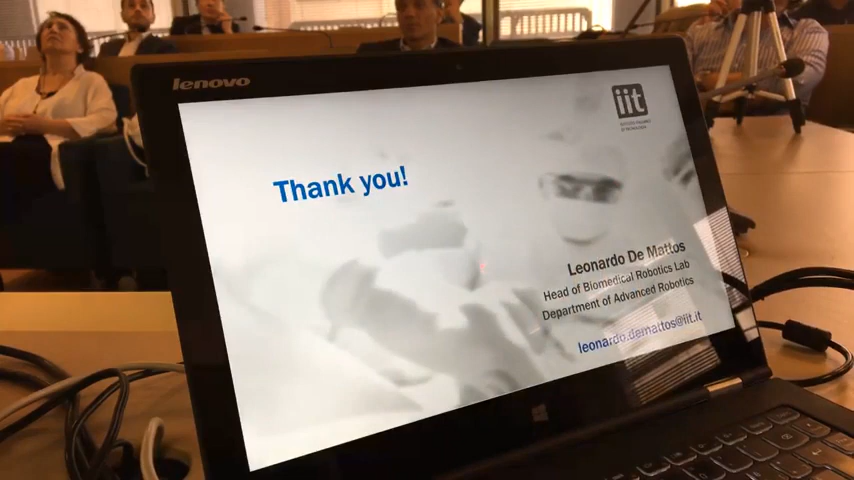 lenovo
iit
Thank you!
Leonardo De Mattos
Head of Biomedical Robotics Lab
Department of Advanced Robotics
leonardo.demattos@iit.it